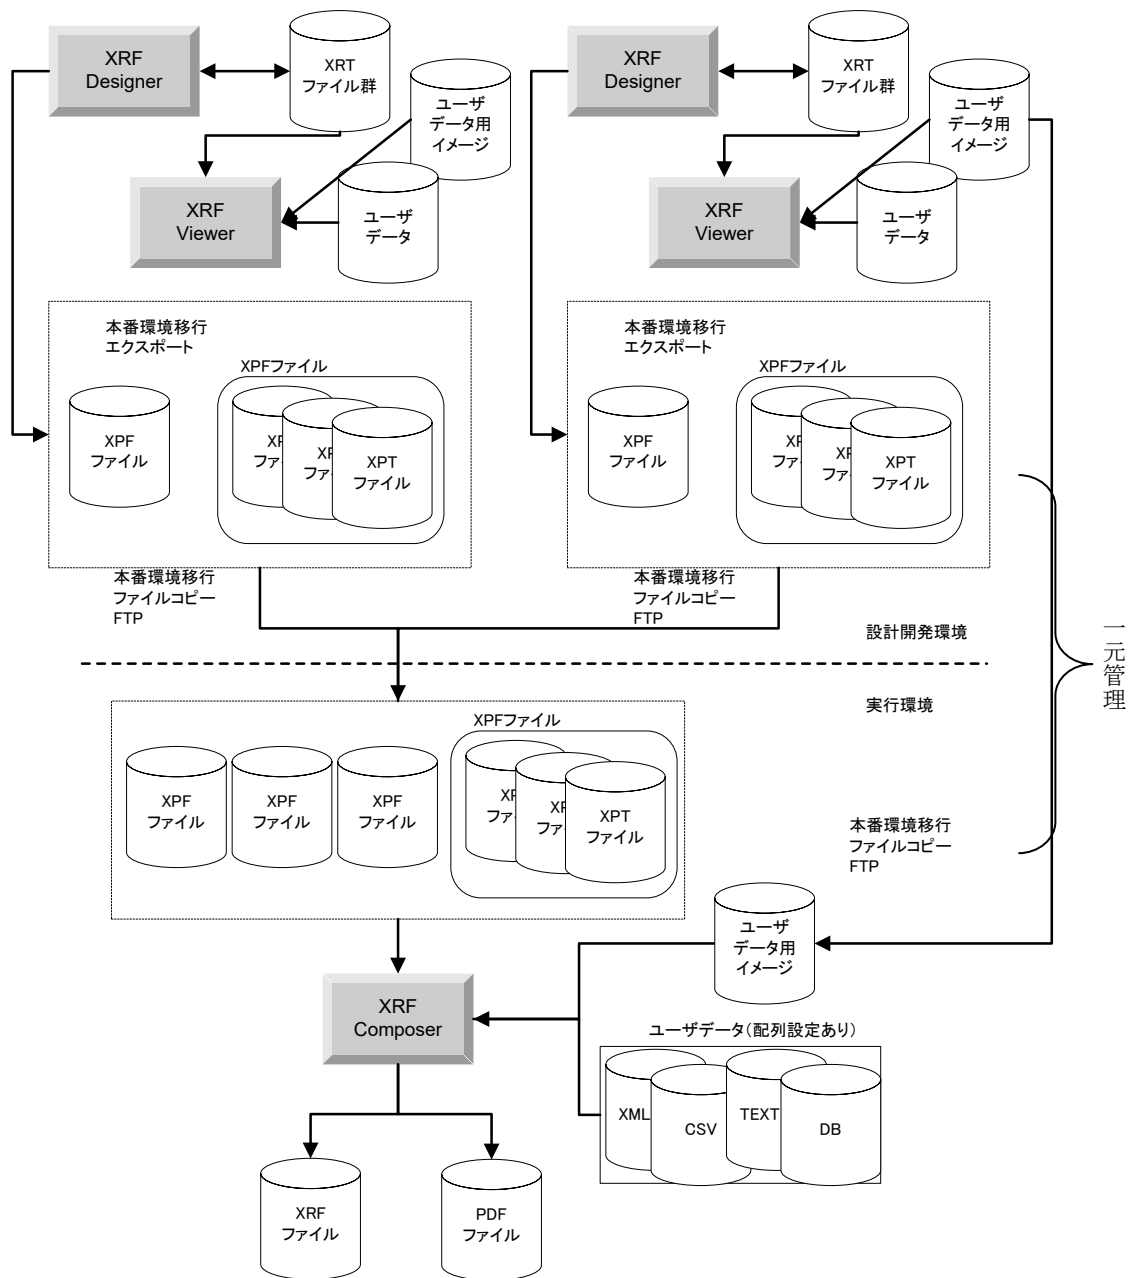 XRF
Designer
XRT
ファイル群
ユーザ
データ用
イメージ
XRF
Viewer
ユーザ
データ
XRF
Designer
XRT
ファイル群
ユーザ
データ用
イメージ
XRF
Viewer
ユーザ
データ
本番環境移行
エクスポート
XPFファイル
XPF
ファイル
XPT
ファイル
本番環境移行
エクスポート
XPFファイル
XPF
ファイル
XPT
ファイル
本番環境移行
ファイルコピー
FTP
本番環境移行
ファイルコピー
FTP
設計開発環境
一元管理
実行環境
XPFファイル
XPF
ファイル
XPF
ファイル
XPF
ファイル
XPT
ファイル
本番環境移行
ファイルコピー
FTP
ユーザ
データ用
イメージ
XRF
Composer
ユーザデータ(配列設定あり)
XML
CSV
TEXT
DB
XRF
ファイル
PDF
ファイル